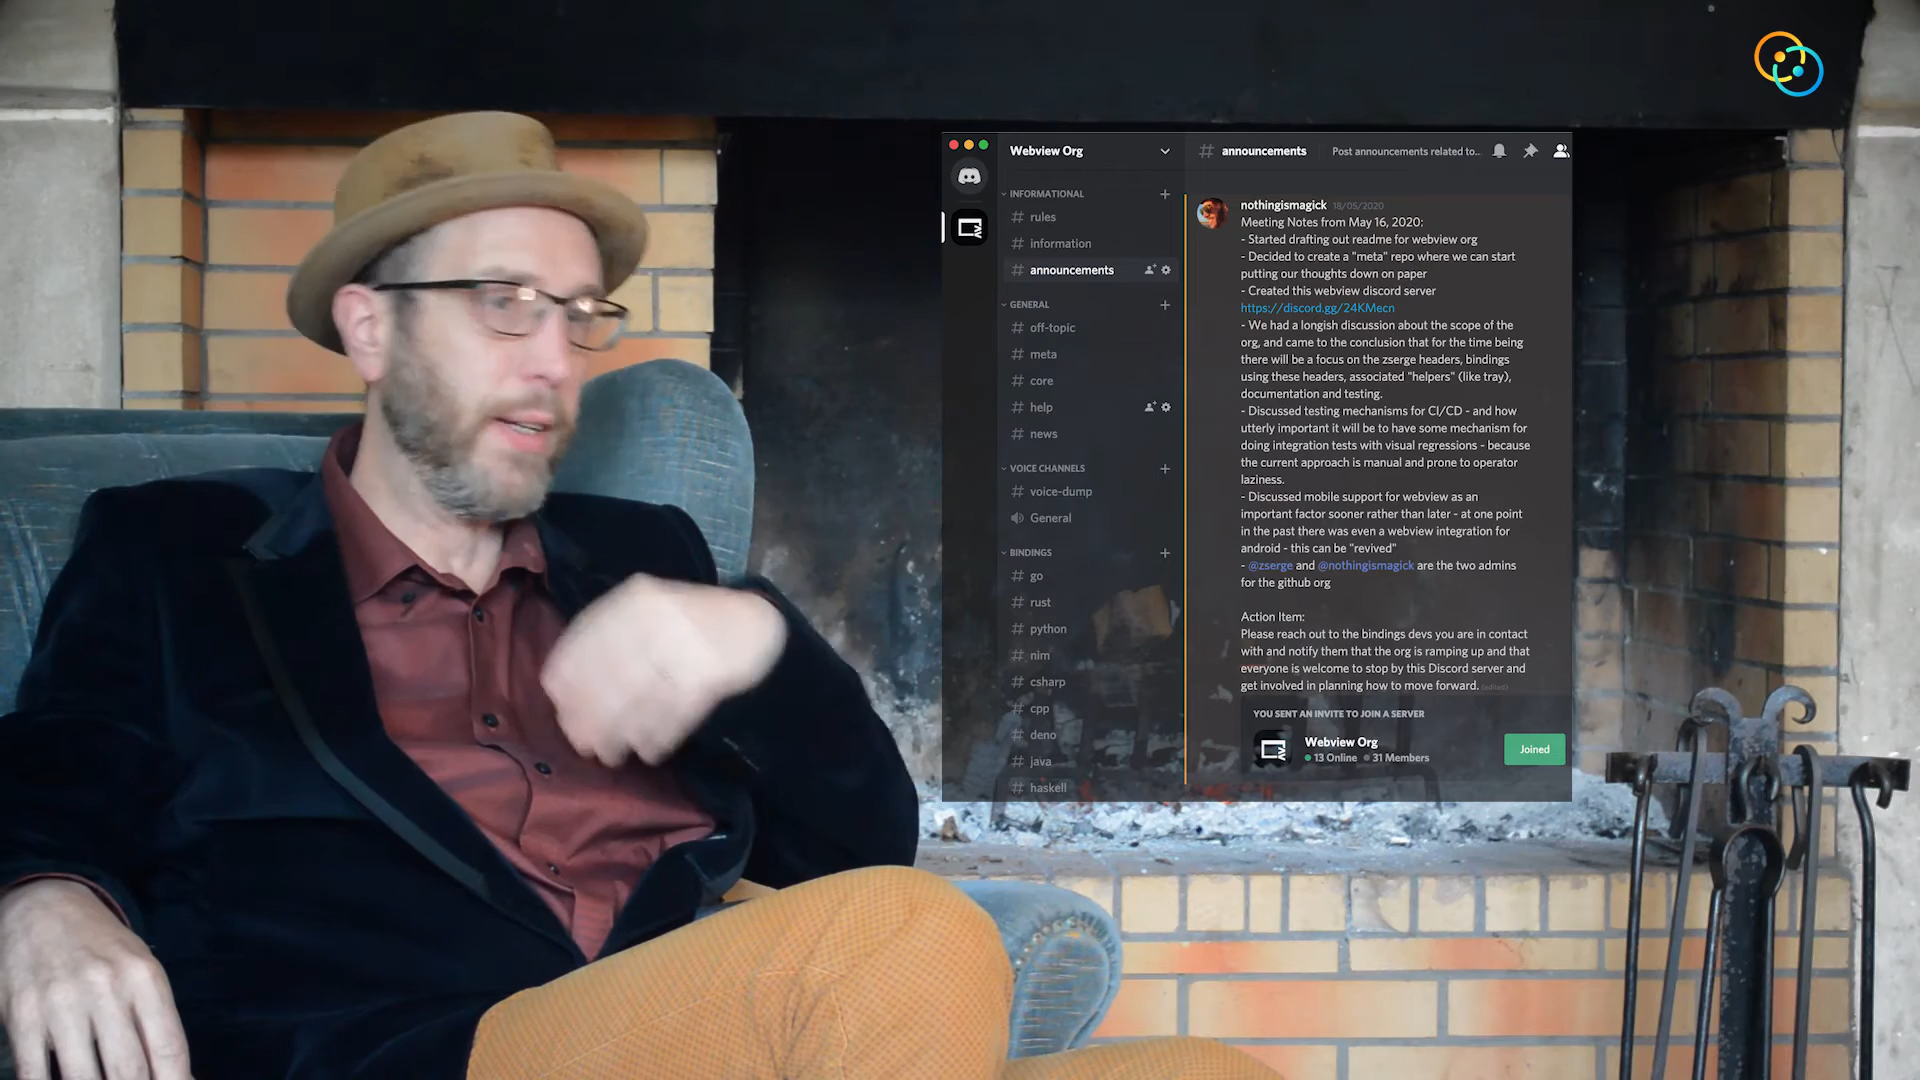 Webview Org
INFORMATIONAL
# rules
# information
# announcements
GENERAL
# off-topic
# meta
# core
# help
# news
VOICE CHANNELS
# voice-dump
General
BINDINGS
# go
# rust
# python
# nim
# csharp
# cpp
# deno
# java
# haskell
# announcements
Post announcements related to...
nothingismagick 18/05/2020
Meeting Notes from May 16, 2020:
- Started drafting out readme for webview org
- Decided to create a "meta" repo where we can start
putting our thoughts down on paper
- Created this webview discord server
https://discord.gg/24KMecn
- We had a longish discussion about the scope of the
org, and came to the conclusion that for the time being
there will be a focus on the zserge headers, bindings
using these headers, associated "helpers" (like tray),
documentation and testing.
- Discussed testing mechanisms for CI/CD - and how
utterly important it will be to have some mechanism for
doing integration tests with visual regressions - because
the current approach is manual and prone to operator
laziness.
- Discussed mobile support for webview as an
important factor sooner rather than later - at one point
in the past there was even a webview integration for
android - this can be "revived"
- @zserge and @nothingismagick are the two admins
for the github org
Action Item:
Please reach out to the bindings devs you are in contact
with and notify them that the org is ramping up and that
everyone is welcome to stop by this Discord server and
get involved in planning how to move forward. (edited)
YOU SENT AN INVITE TO JOIN A SERVER
Webview Org
13 Online 31 Members
Joined